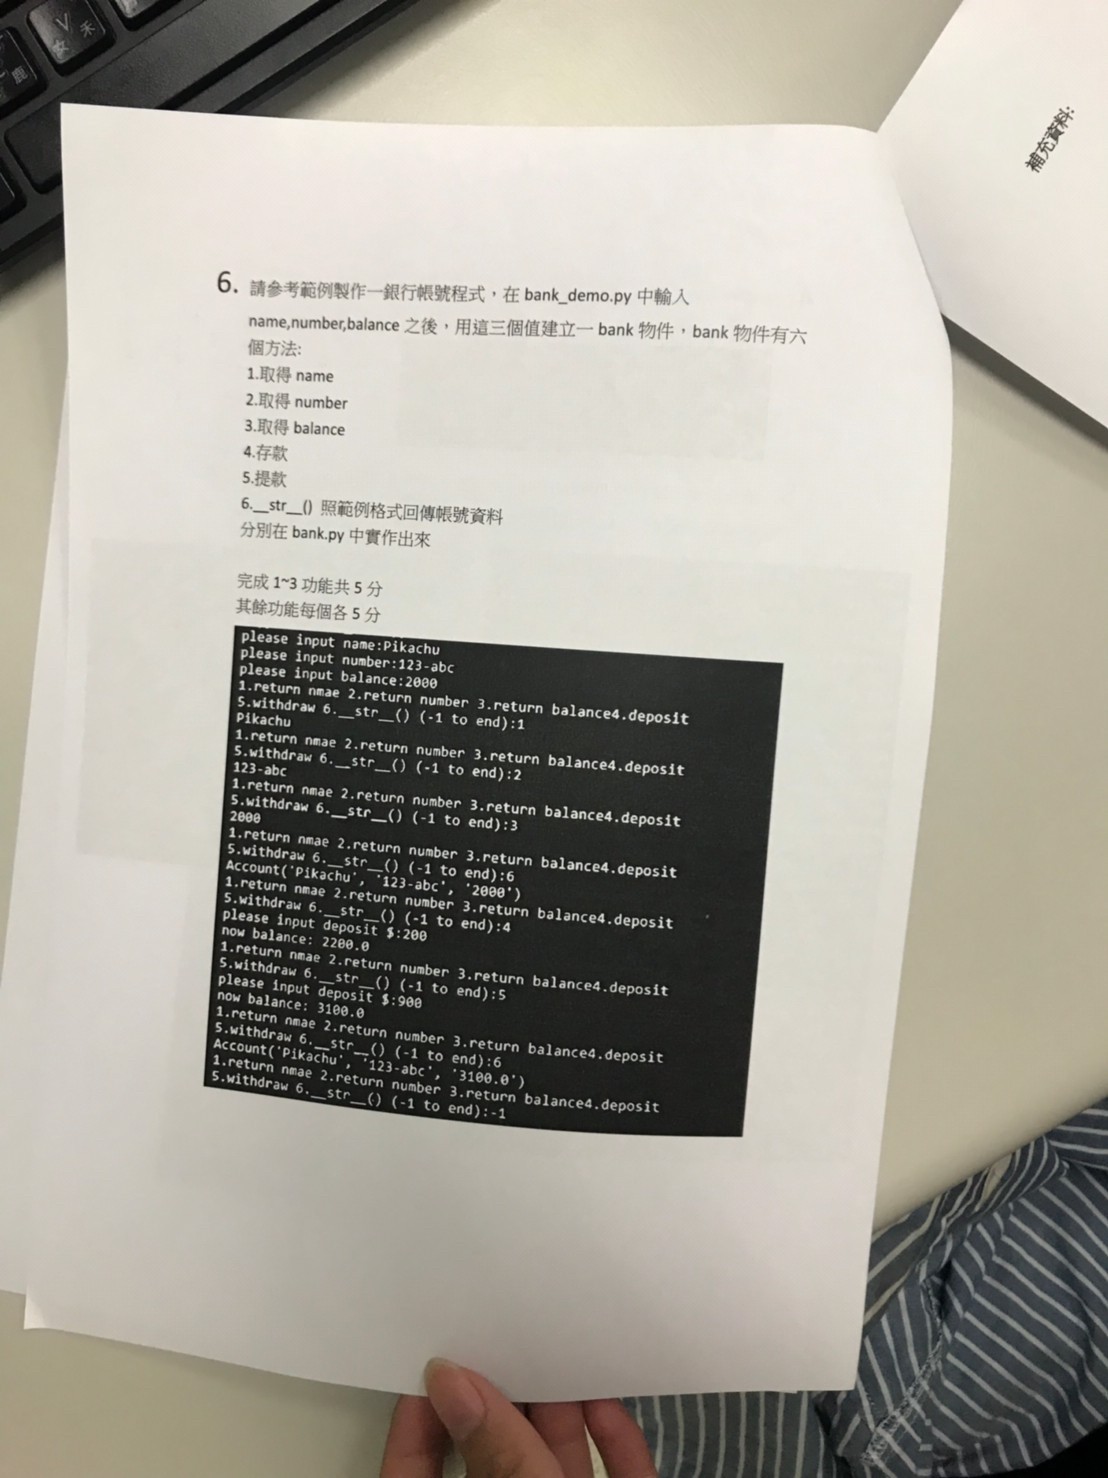 補充資料:
6. 請參考範例製作一銀行帳號程式，在 bank_demo.py 中輸入
name,number,balance 之後，用這三個值建立一 bank 物件，bank 物件有六
個方法:
1.取得 name
2.取得 number
3.取得 balance
4.存款
5.提款
6.__str__() 照範例格式回傳帳號資料
分別在 bank.py 中實作出來
完成 1~3 功能共 5 分
其餘功能每個各 5 分
please input name:Pikachu
please input number:123-abc
please input balance:2000
1.return nmae 2.return number 3.return balance4.deposit
5.withdraw 6.__str__() (-1 to end):1
Pikachu
1.return nmae 2.return number 3.return balance4.deposit
5.withdraw 6.__str__() (-1 to end):2
123-abc
1.return nmae 2.return number 3.return balance4.deposit
5.withdraw 6.__str__() (-1 to end):3
2000
1.return nmae 2.return number 3.return balance4.deposit
5.withdraw 6.__str__() (-1 to end):6
Account('Pikachu', '123-abc', '2000')
1.return nmae 2.return number 3.return balance4.deposit
5.withdraw 6.__str__() (-1 to end):4
please input deposit $:200
now balance: 2200.0
1.return nmae 2.return number 3.return balance4.deposit
5.withdraw 6.__str__() (-1 to end):5
please input deposit $:900
now balance: 3100.0
1.return nmae 2.return number 3.return balance4.deposit
5.withdraw 6.__str__() (-1 to end):6
Account('Pikachu', '123-abc', '3100.0')
1.return nmae 2.return number 3.return balance4.deposit
5.withdraw 6.__str__() (-1 to end):-1
V
女
禾
鹿